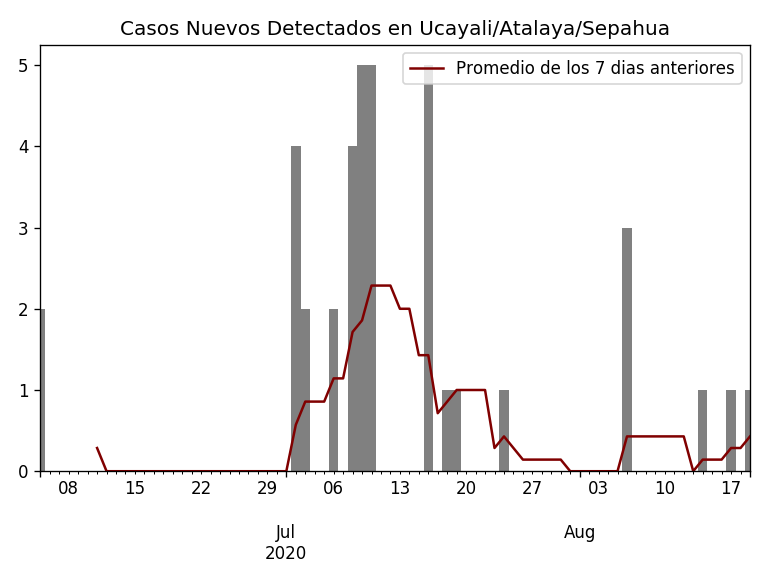 Casos Nuevos Detectados en Ucayali/Atalaya/Sepahua
Promedio de los 7 dias anteriores
5
4
3
2
1
0
08 15 22 29 06 13 20 27 03 10 17
Jul Aug
2020